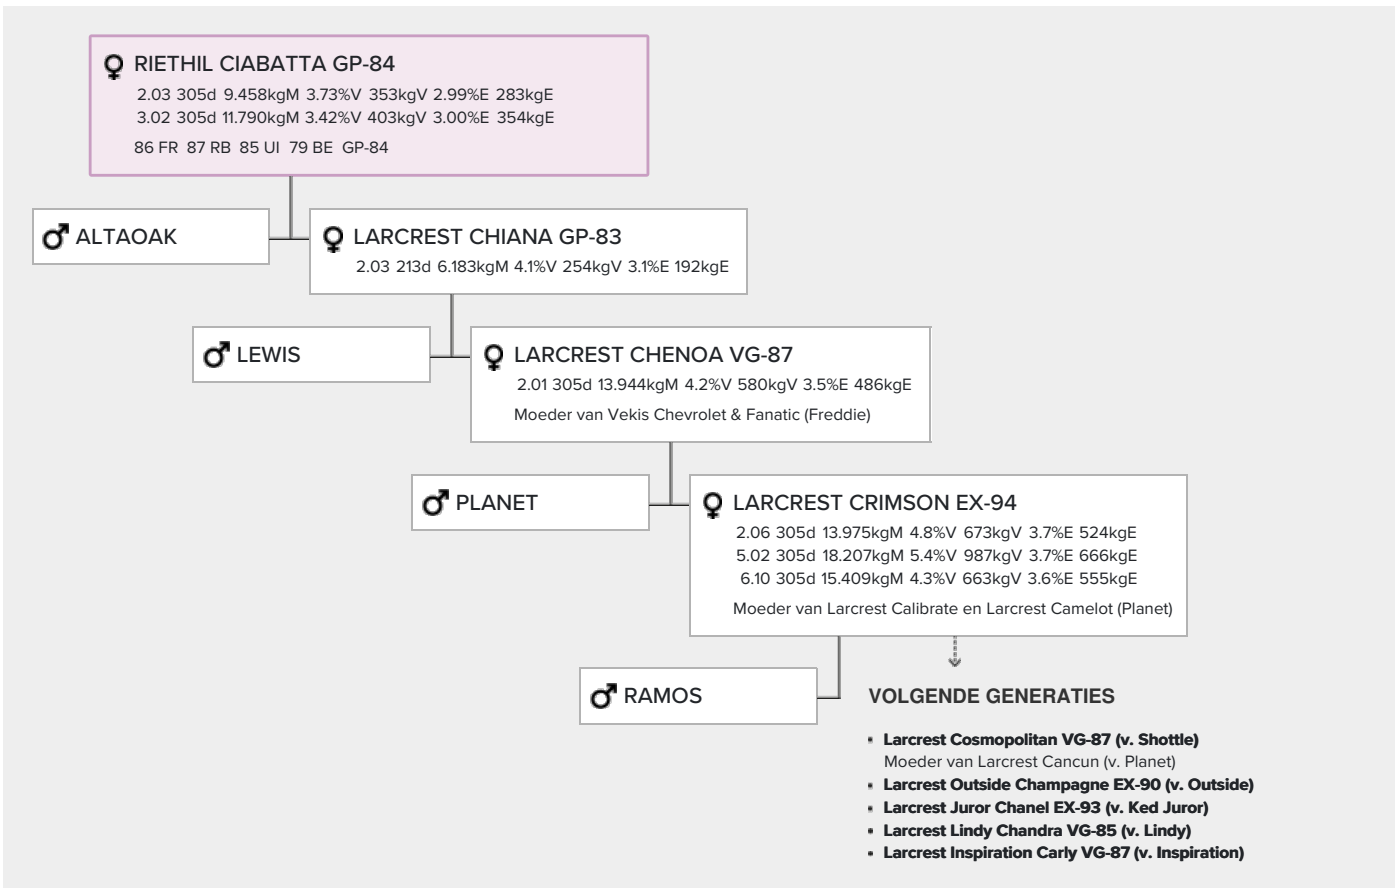 RIETHIL CIABATTA GP-84
2.03 305d 9.458kgM 3.73%V 353kgV 2.99%E 283kgE
3.02 305d 11.790kgM 3.42%V 403kgV 3.00%E 354kgE
86 FR 87 RB 85 UI 79 BE GP-84
ALTAOAK
LARCREST CHIANA GP-83
2.03 213d 6.183kgM 4.1%V 254kgV 3.1%E 192kgE
LEWIS
LARCREST CHENOA VG-87
2.01 305d 13.944kgM 4.2%V 580kgV 3.5%E 486kgE
Moeder van Vekis Chevrolet & Fanatic (Freddie)
PLANET
LARCREST CRIMSON EX-94
2.06 305d 13.975kgM 4.8%V 673kgV 3.7%E 524kgE
5.02 305d 18.207kgM 5.4%V 987kgV 3.7%E 666kgE
6.10 305d 15.409kgM 4.3%V 663kgV 3.6%E 555kgE
Moeder van Larcrest Calibrate en Larcrest Camelot (Planet)
RAMOS
VOLGENDE GENERATIES
Larcrest Cosmopolitan VG-87 (v. Shottle)
Moeder van Larcrest Cancun (v. Planet)
Larcrest Outside Champagne EX-90 (v. Outside)
Larcrest Juror Chanel EX-93 (v. Ked Juror)
Larcrest Lindy Chandra VG-85 (v. Lindy)
Larcrest Inspiration Carly VG-87 (v. Inspiration)